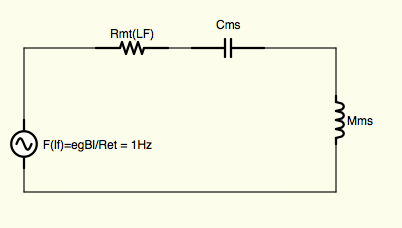 Cms
Rmt(LF)
Mms
F(lf)=egBl/Ret = 1Hz